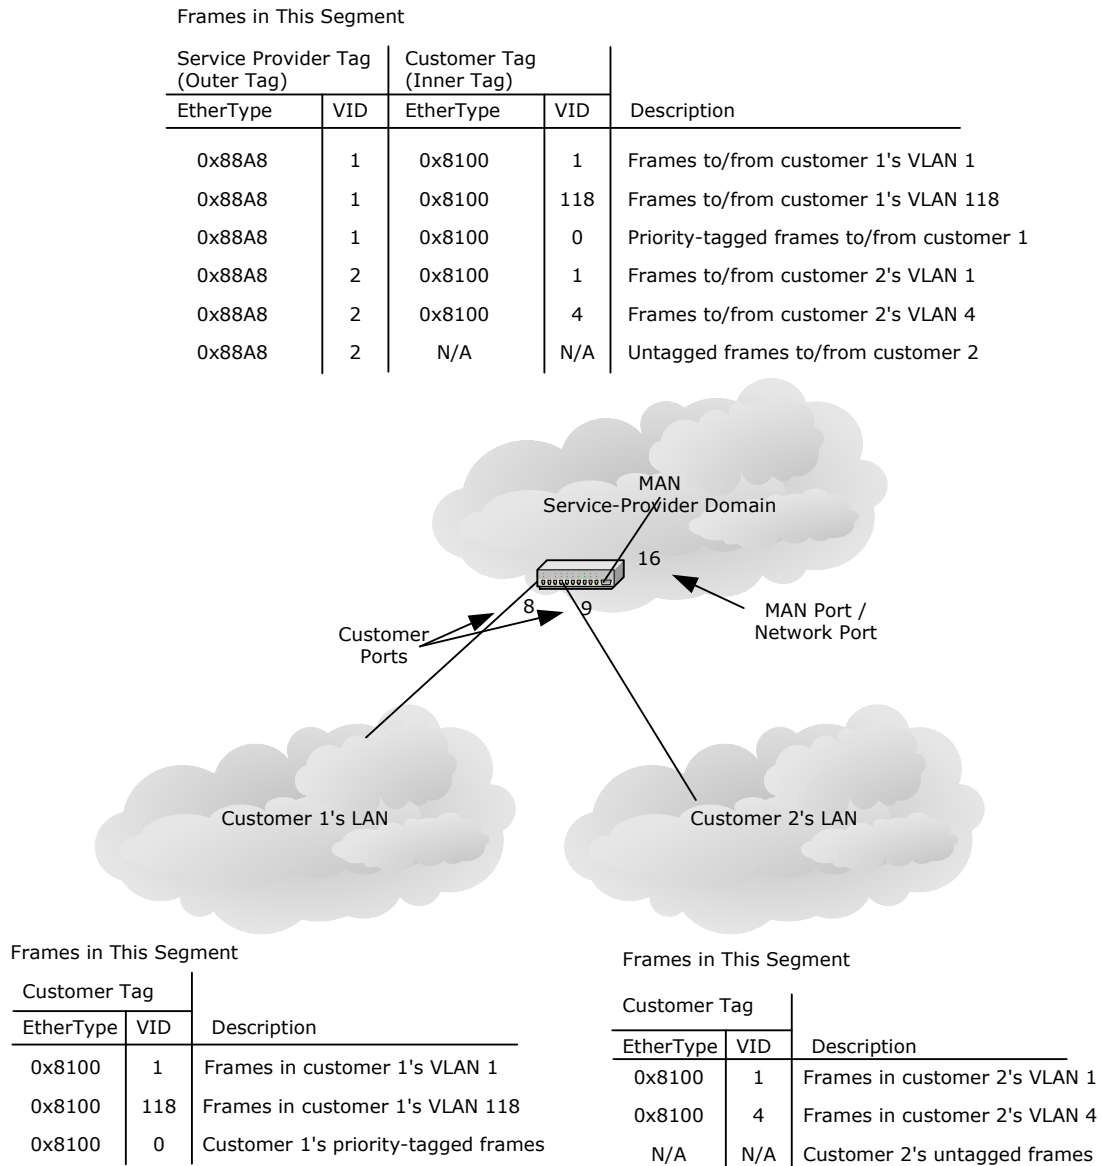 Frames in This Segment
Service Provider Tag
(Outer Tag)
Customer Tag
(Inner Tag)
EtherType VID EtherType VID Description
0x88A8 1 0x8100 1 Frames to/from customer 1's VLAN 1
0x88A8 1 0x8100 118 Frames to/from customer 1's VLAN 118
0x88A8 1 0x8100 0 Priority-tagged frames to/from customer 1
0x88A8 2 0x8100 1 Frames to/from customer 2's VLAN 1
0x88A8 2 0x8100 4 Frames to/from customer 2's VLAN 4
0x88A8 2 N/A N/A Untagged frames to/from customer 2
MAN
Service-Provider Domain
16
8
9
MAN Port /
Network Port
Customer
Ports
Customer 1's LAN
Customer 2's LAN
Frames in This Segment
Customer Tag
EtherType VID Description
0x8100 1 Frames in customer 1's VLAN 1
0x8100 118 Frames in customer 1's VLAN 118
0x8100 0 Customer 1's priority-tagged frames
Frames in This Segment
Customer Tag
EtherType VID Description
0x8100 1 Frames in customer 2's VLAN 1
0x8100 4 Frames in customer 2's VLAN 4
N/A N/A Customer 2's untagged frames